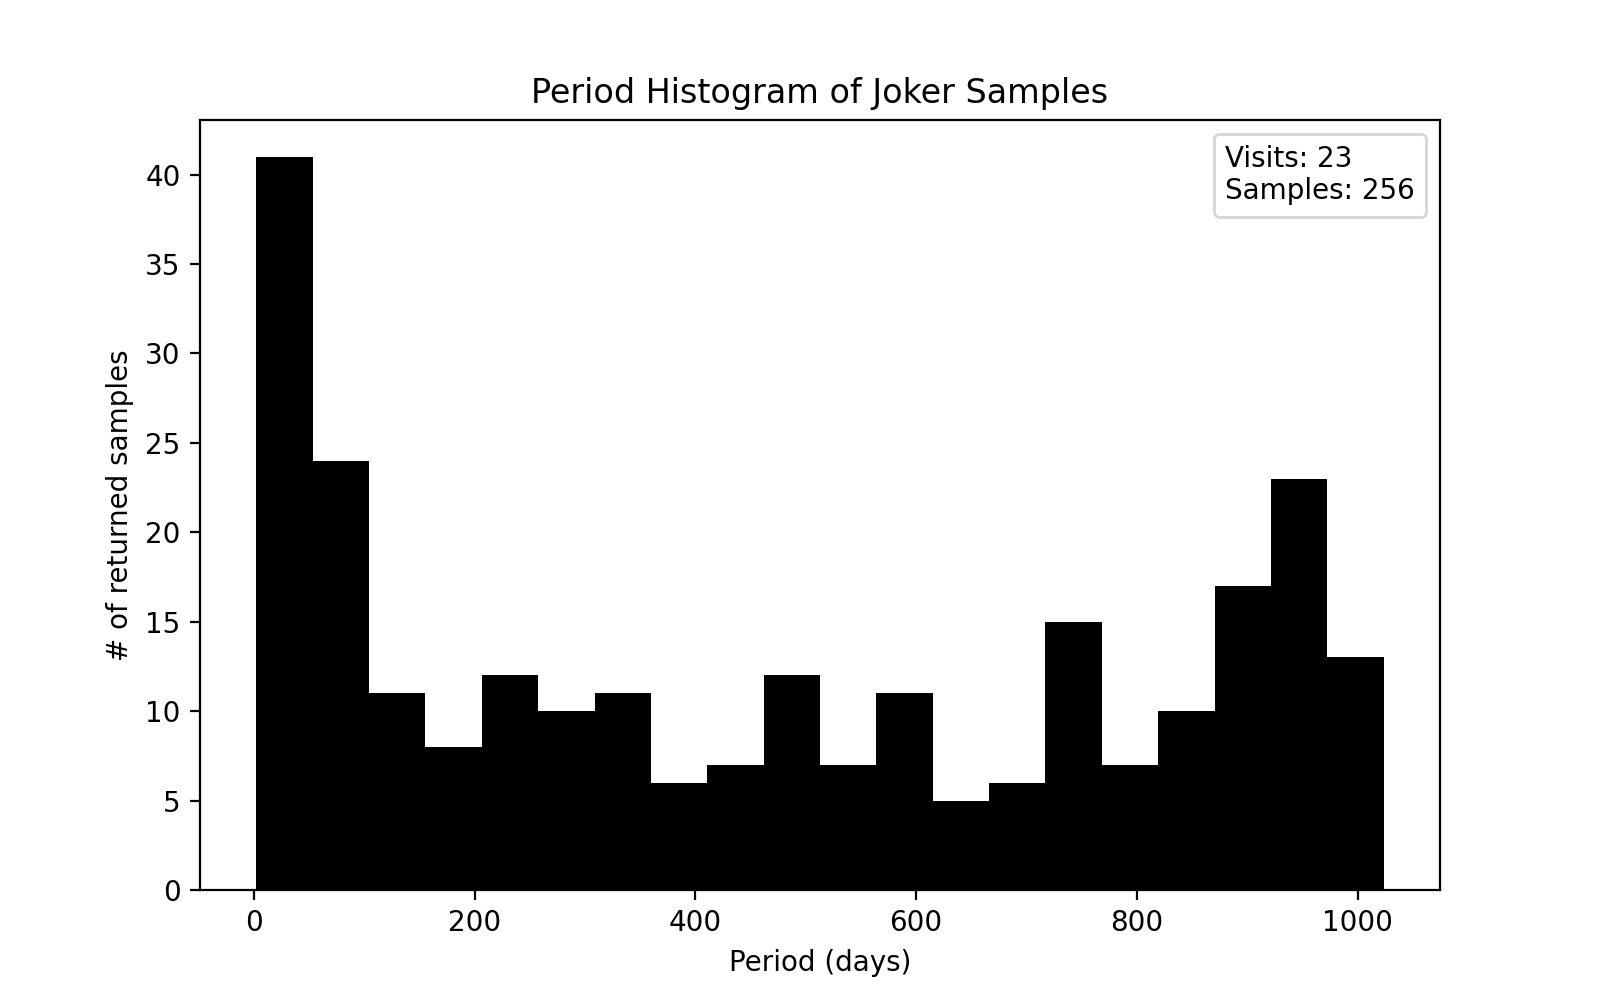 Period Histogram of Joker Samples
Visits: 23
Samples: 256
# of returned samples
40
35
30
25
20
15
10
5
0
0 200 400 600 800 1000
Period (days)